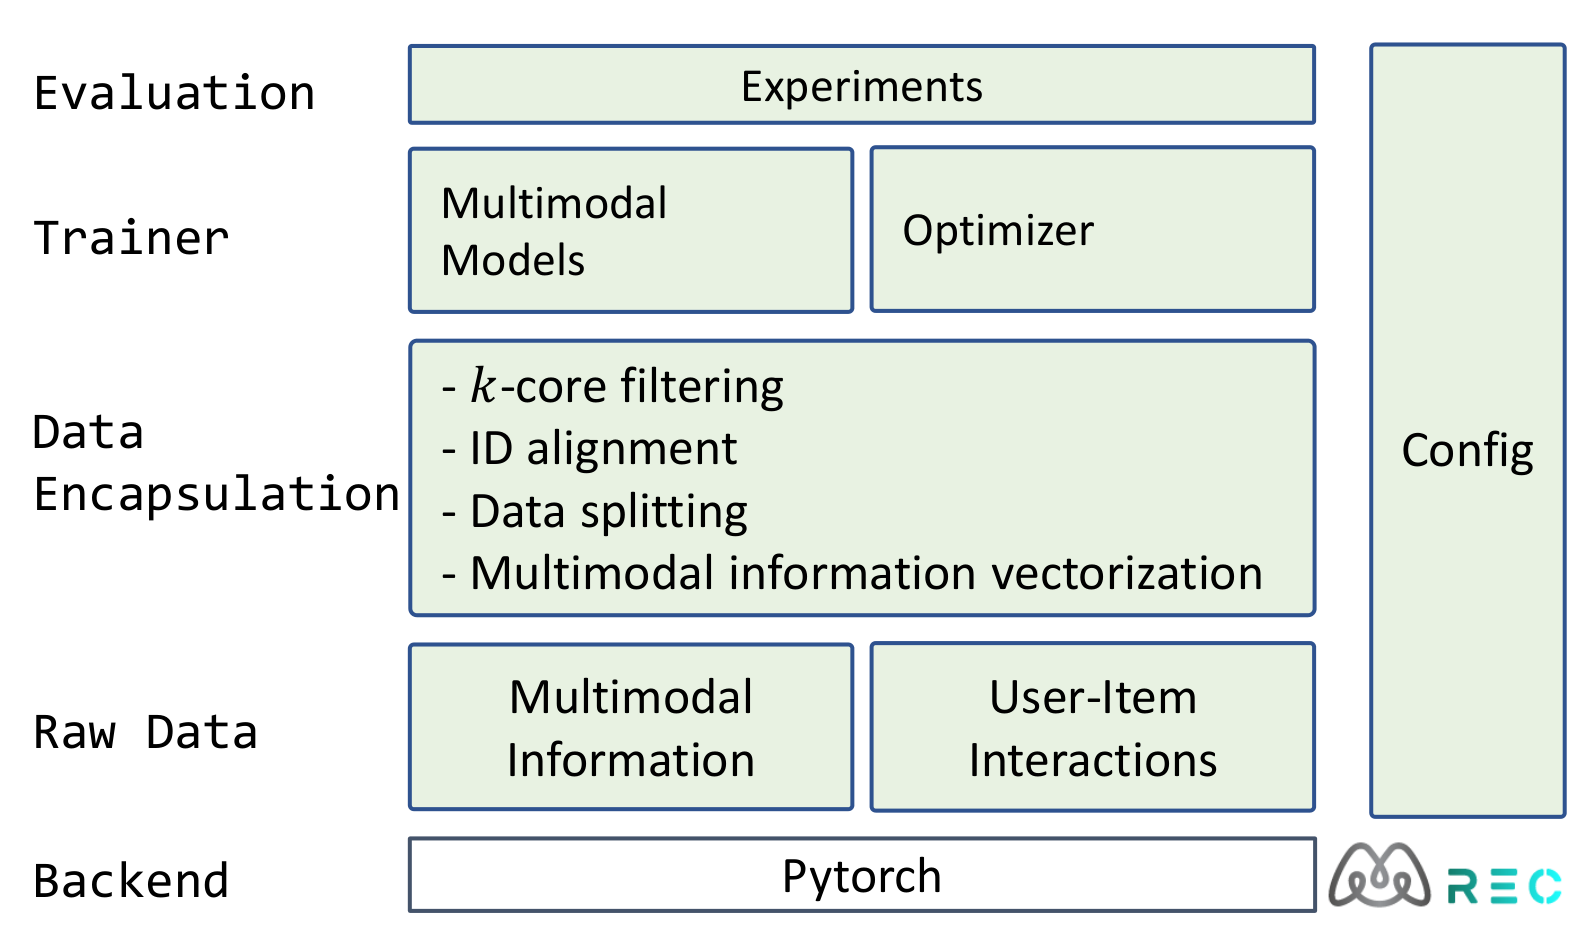 Evaluation
Experiments
Trainer
Multimodal
Models
Optimizer
Data
Encapsulation
- k-core filtering
- ID alignment
- Data splitting
- Multimodal information vectorization
Config
Raw Data
Multimodal
Information
User-Item
Interactions
Backend
Pytorch
REC